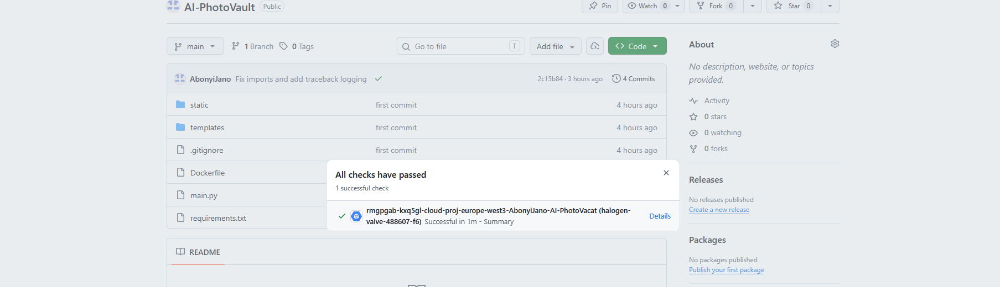 AI-PhotoVault Public
Pin
Watch 0
Fork 0
Star 0
main
1 Branch
0 Tags
Go to file T
Add file
Code
AbonyiJano Fix imports and add traceback logging
2c15b84 · 3 hours ago
4 Commits
static first commit 4 hours ago
templates first commit 4 hours ago
.gitignore first commit 4 hours ago
Dockerfile
main.py
requirements.txt
All checks have passed
1 successful check
rmgpgab-kxq5gl-cloud-proj-europe-west3-AbonyiJano-AI-PhotoVacat (halogen-
valve-488607-f6) Successful in 1m - Summary
Details
README
About
No description, website, or topics
provided.
Activity
0 stars
0 watching
0 forks
Releases
No releases published
Create a new release
Packages
No packages published
Publish your first package